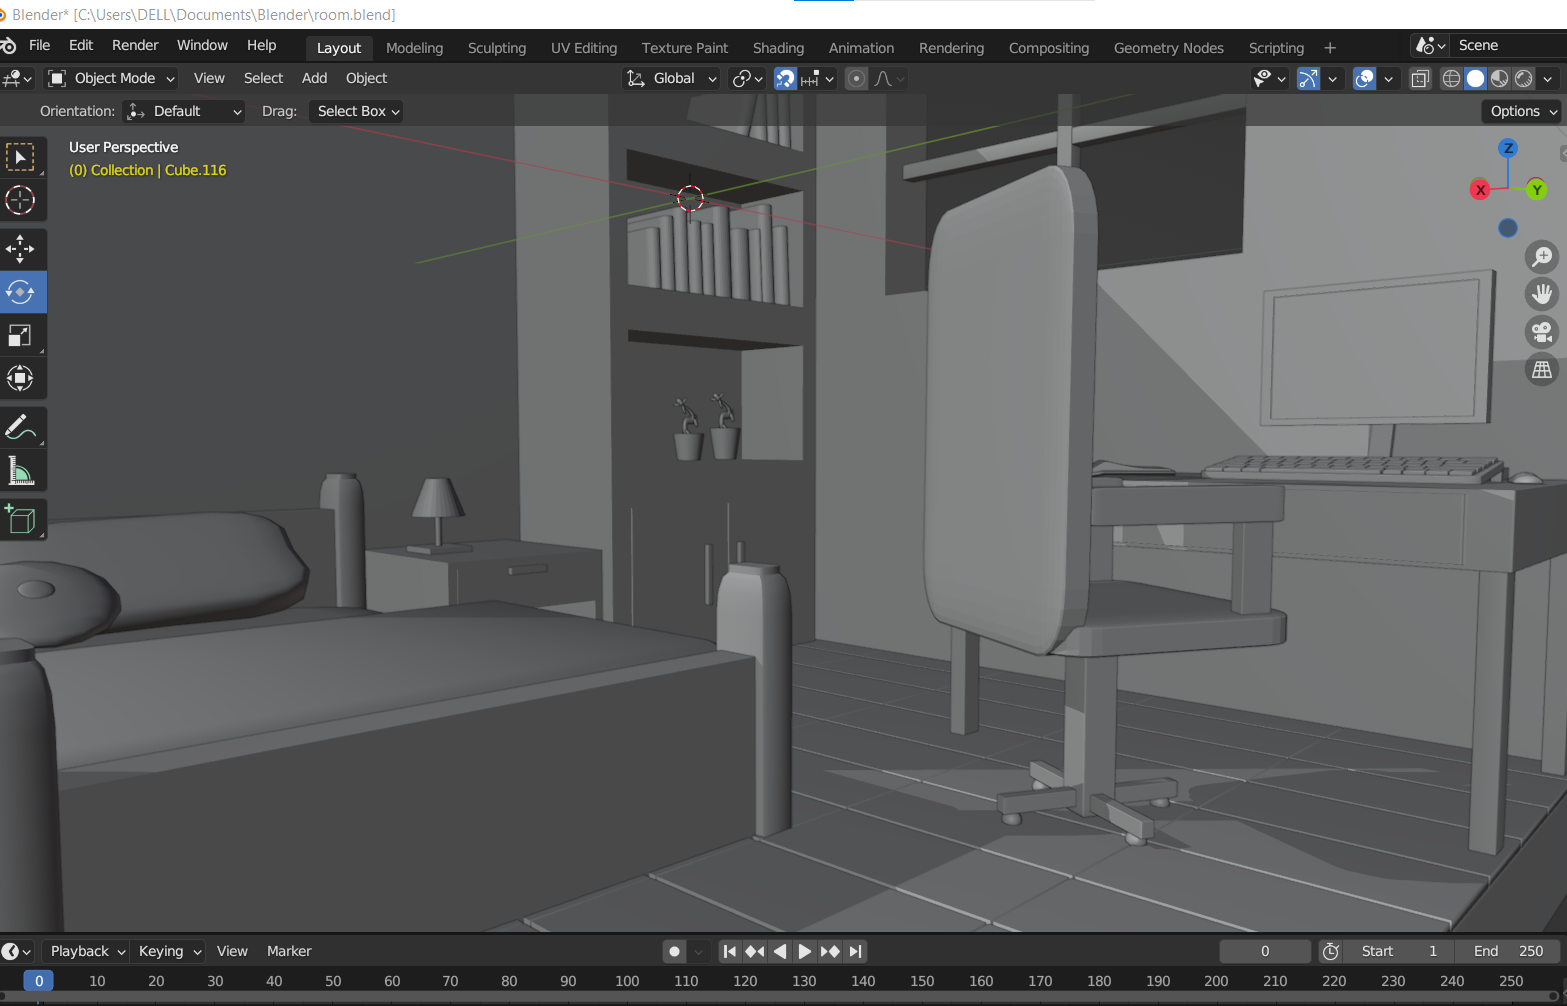 Blender* [C:\Users\DELL\Documents\Blender\room.blend]
File Edit Render Window Help Layout Modeling Sculpting UV Editing Texture Paint Shading Animation Rendering Compositing Geometry Nodes Scripting + Scene
Object Mode View Select Add Object Global
Orientation: Default Drag: Select Box Options
User Perspective
(0) Collection | Cube.116
Z
X Y
Playback Keying View Marker 0 Start 1 End 250
0 10 20 30 40 50 60 70 80 90 100 110 120 130 140 150 160 170 180 190 200 210 220 230 240 250